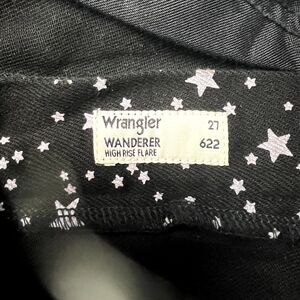 Wrangler 27
WANDERER 622
HIGH RISE FLARE